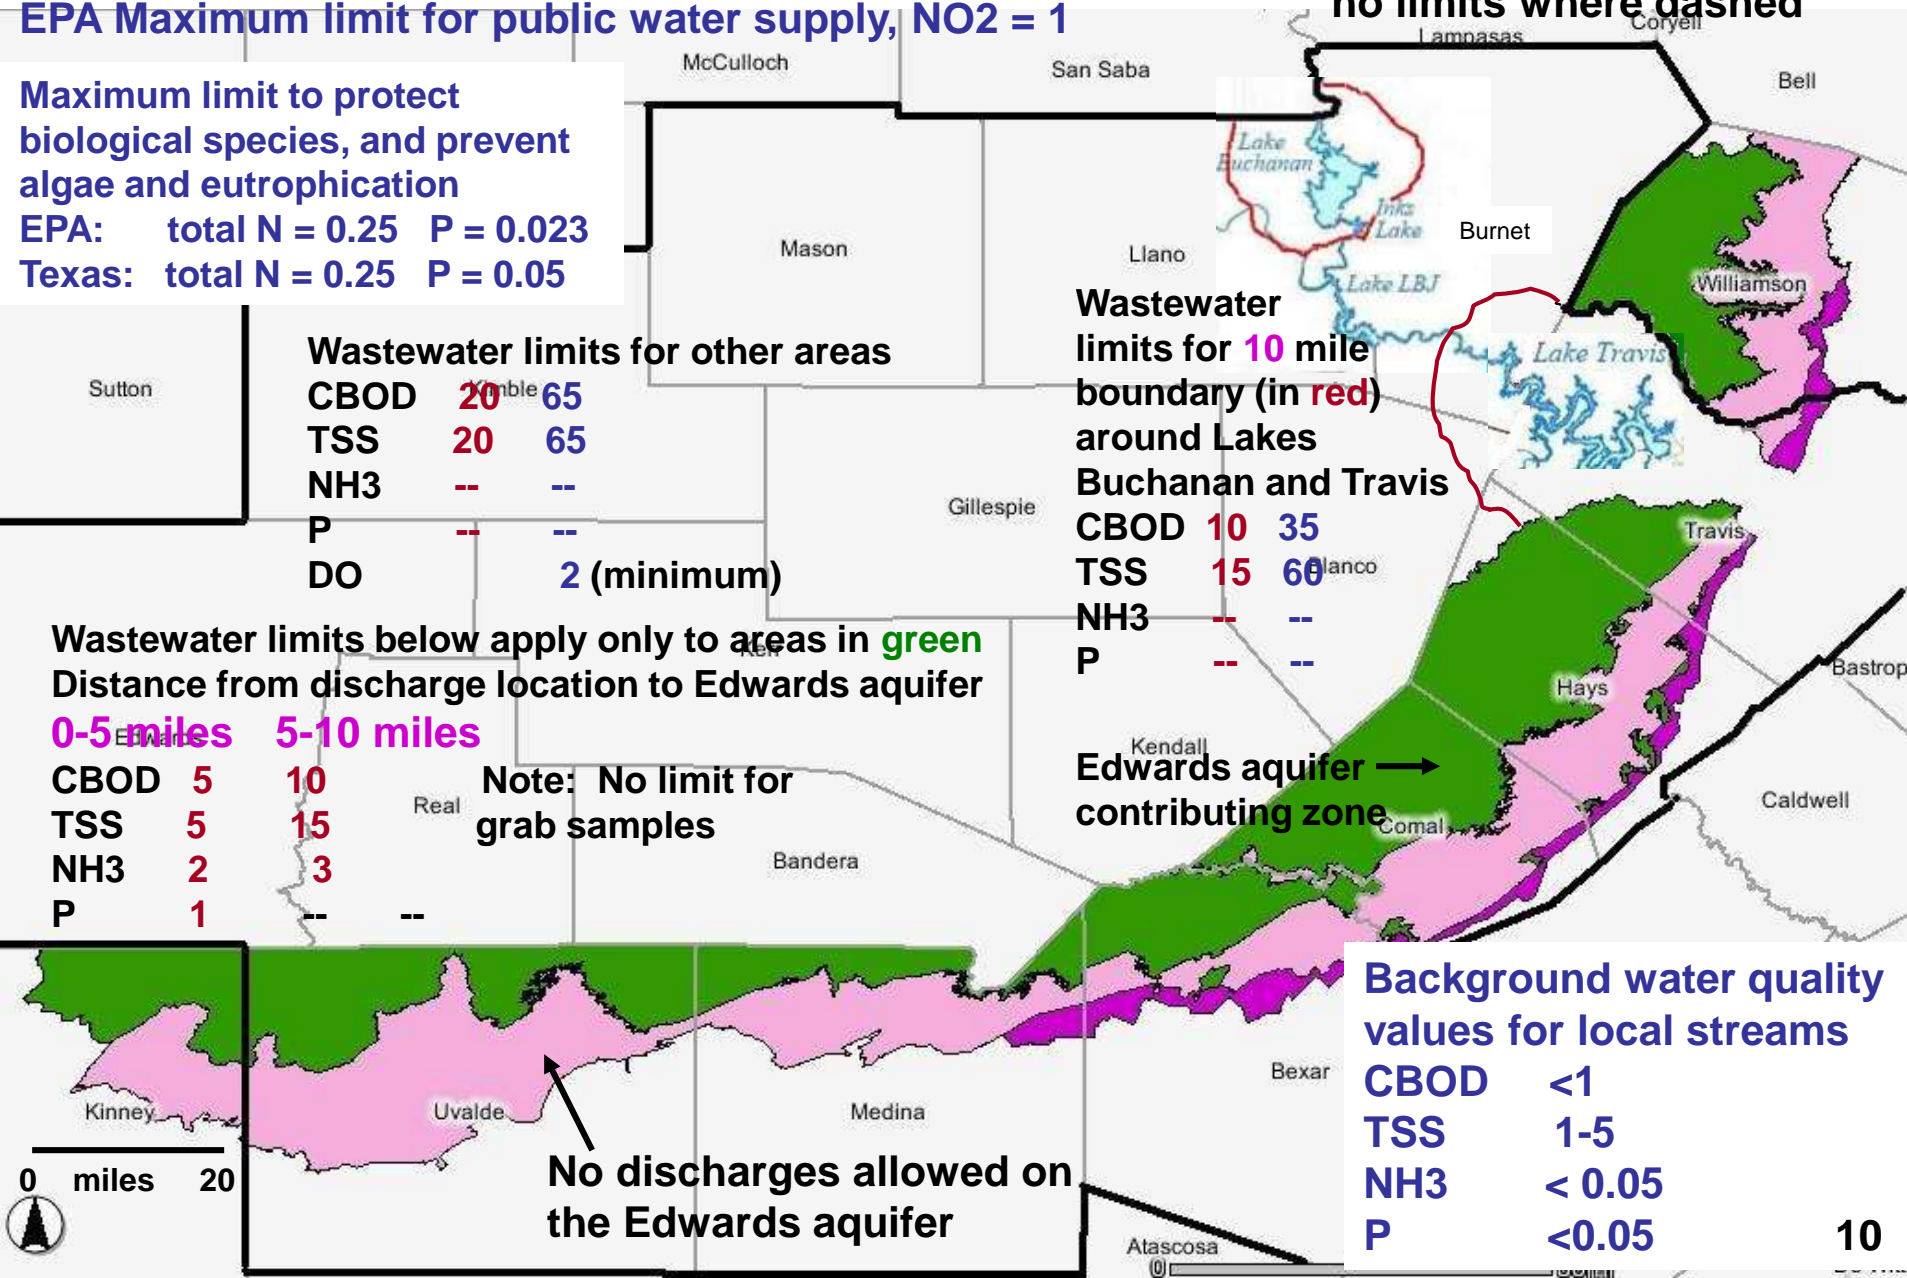 EPA Maximum limit for public water supply, NO2 = 1
no limits where dashed
Coryell
Lampasas
McCulloch
San Saba
Bell
Maximum limit to protect
biological species, and prevent
algae and eutrophication
EPA: total N = 0.25 P = 0.023
Texas: total N = 0.25 P = 0.05
Lake
Buchanan
Inks
Lake
Burnet
Mason
Llano
Lake LBJ
Williamson
Wastewater limits for other areas
CBOD 20 65
TSS 20 65
NH3 -- --
P -- --
DO 2 (minimum)
Kimble
Sutton
Wastewater
limits for 10 mile
boundary (in red)
around Lakes
Buchanan and Travis
CBOD 10 35
TSS 15 60
NH3 -- --
P -- --
Lake Travis
Gillespie
Blanco
Travis
Wastewater limits below apply only to areas in green
Distance from discharge location to Edwards aquifer
0-5 miles 5-10 miles
CBOD 5 10
TSS 5 15
NH3 2 3
P 1 -- --
Note: No limit for
grab samples
Kerr
Edwards
Real
Bandera
Kendall
Edwards aquifer
contributing zone
Comal
Hays
Bastrop
Caldwell
Kinney
Uvalde
Medina
Bexar
0 miles 20
No discharges allowed on
the Edwards aquifer
Atascosa
0
Background water quality
values for local streams
CBOD <1
TSS 1-5
NH3 < 0.05
P <0.05
10